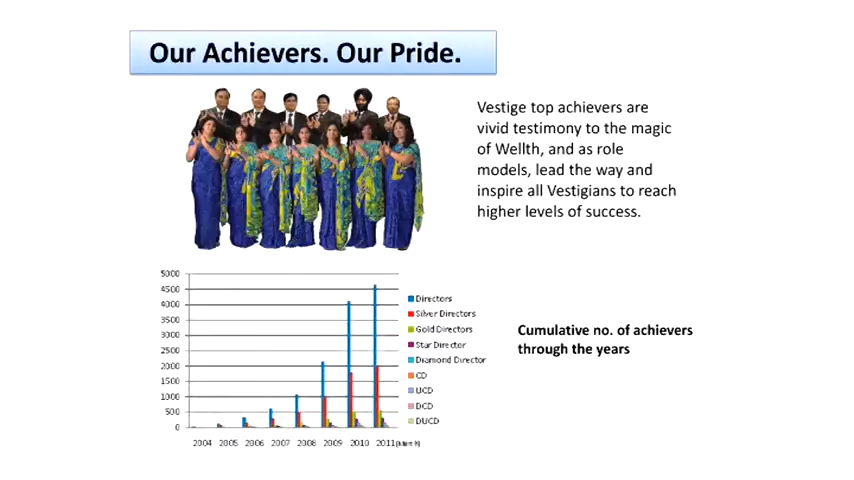 Our Achievers. Our Pride.
Vestige top achievers are
vivid testimony to the magic
of Wellth, and as role
models, lead the way and
inspire all Vestigians to reach
higher levels of success.
5000
4500
4000
3500
3000
2500
2000
1500
1000
500
0
2004 2005 2006 2007 2008 2009 2010 2011
Directors
Silver Directors
Gold Directors
Star Director
Diamond Director
CD
UCD
DCD
DUCD
Cumulative no. of achievers
through the years